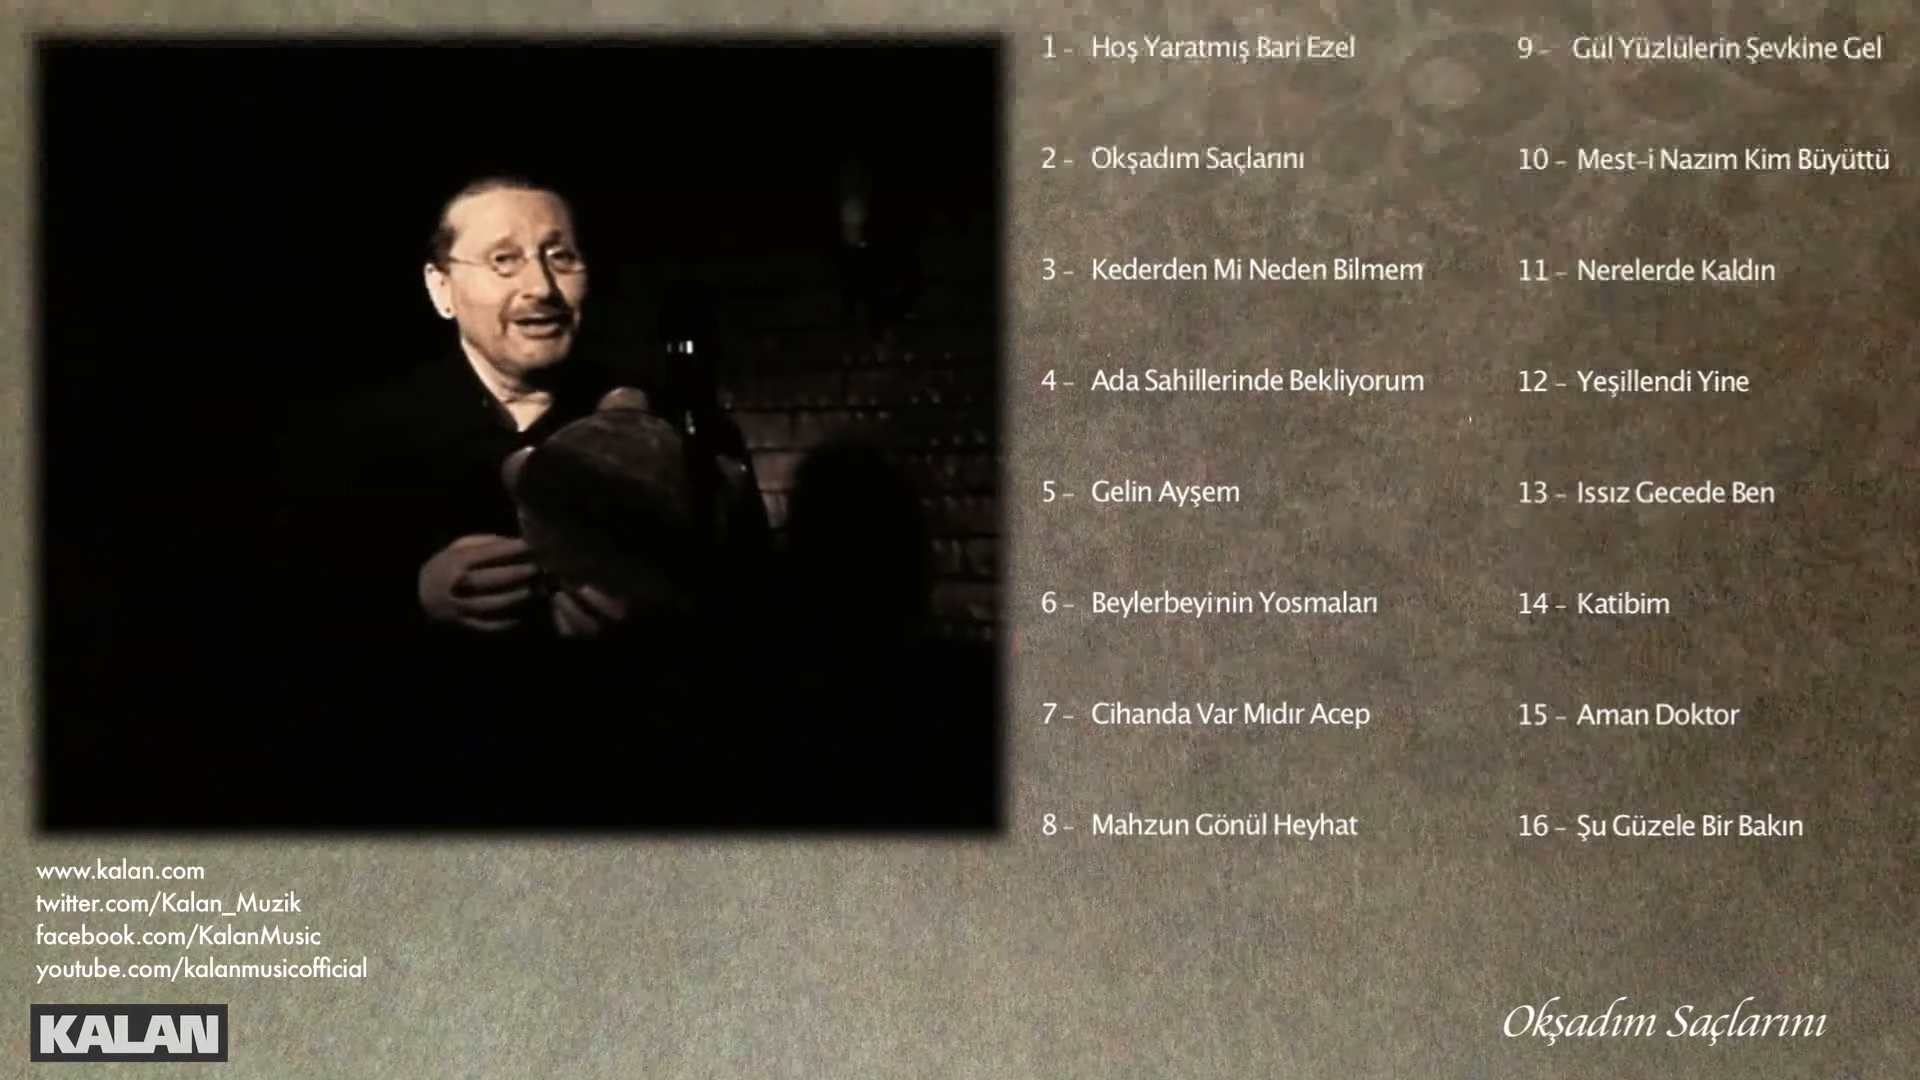 1 - Hoş Yaratmış Bari Ezel
2 - Okşadım Saçlarını
3 - Kederden Mi Neden Bilmem
4 - Ada Sahillerinde Bekliyorum
5 - Gelin Ayşem
6 - Beylerbeyinin Yosmaları
7 - Cihanda Var Mıdır Acep
8 - Mahzun Gönül Heyhat
9 - Gül Yüzlülerin Şevkine Gel
10 - Mest-i Nazım Kim Büyüttü
11 - Nerelerde Kaldın
12 - Yeşillendi Yine
13 - Issız Gecede Ben
14 - Katibim
15 - Aman Doktor
16 - Şu Güzele Bir Bakın
www.kalan.com
twitter.com/Kalan_Muzik
facebook.com/KalanMusic
youtube.com/kalanmusicofficial
KALAN
Okşadım Saçlarını